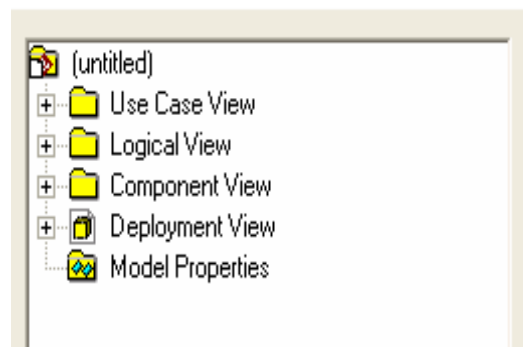 (untitled)
Use Case View
Logical View
Component View
Deployment View
Model Properties